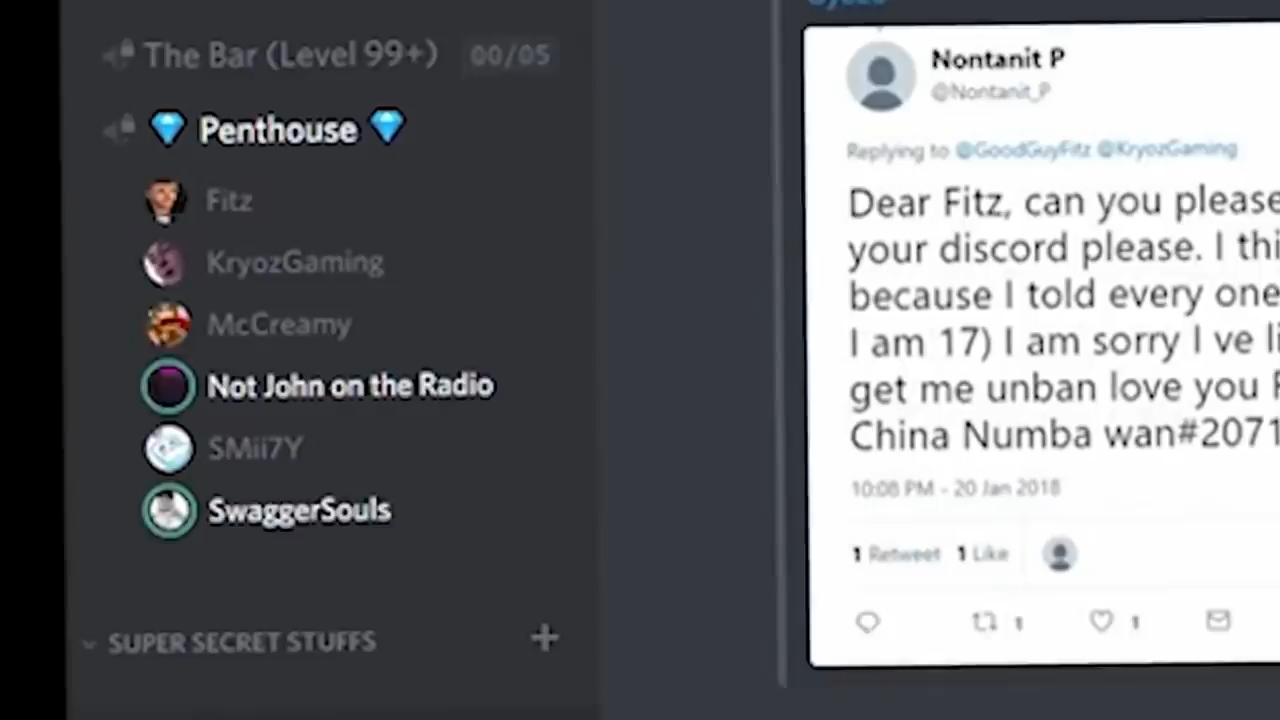 The Bar (Level 99+) 00/05
💎 Penthouse 💎
Fitz
KryozGaming
McCreamy
Not John on the Radio
SMii7Y
SwaggerSouls
SUPER SECRET STUFFS +
Nontanit P
@Nontanit_P
Replying to @GoodGuyFitz @KryozGaming
Dear Fitz, can you please
your discord please. I thi
because I told every one
I am 17) I am sorry I ve li
get me unban love you
China Numba wan#2071
10:08 PM - 20 Jan 2018
1 Retweet 1 Like
1 1